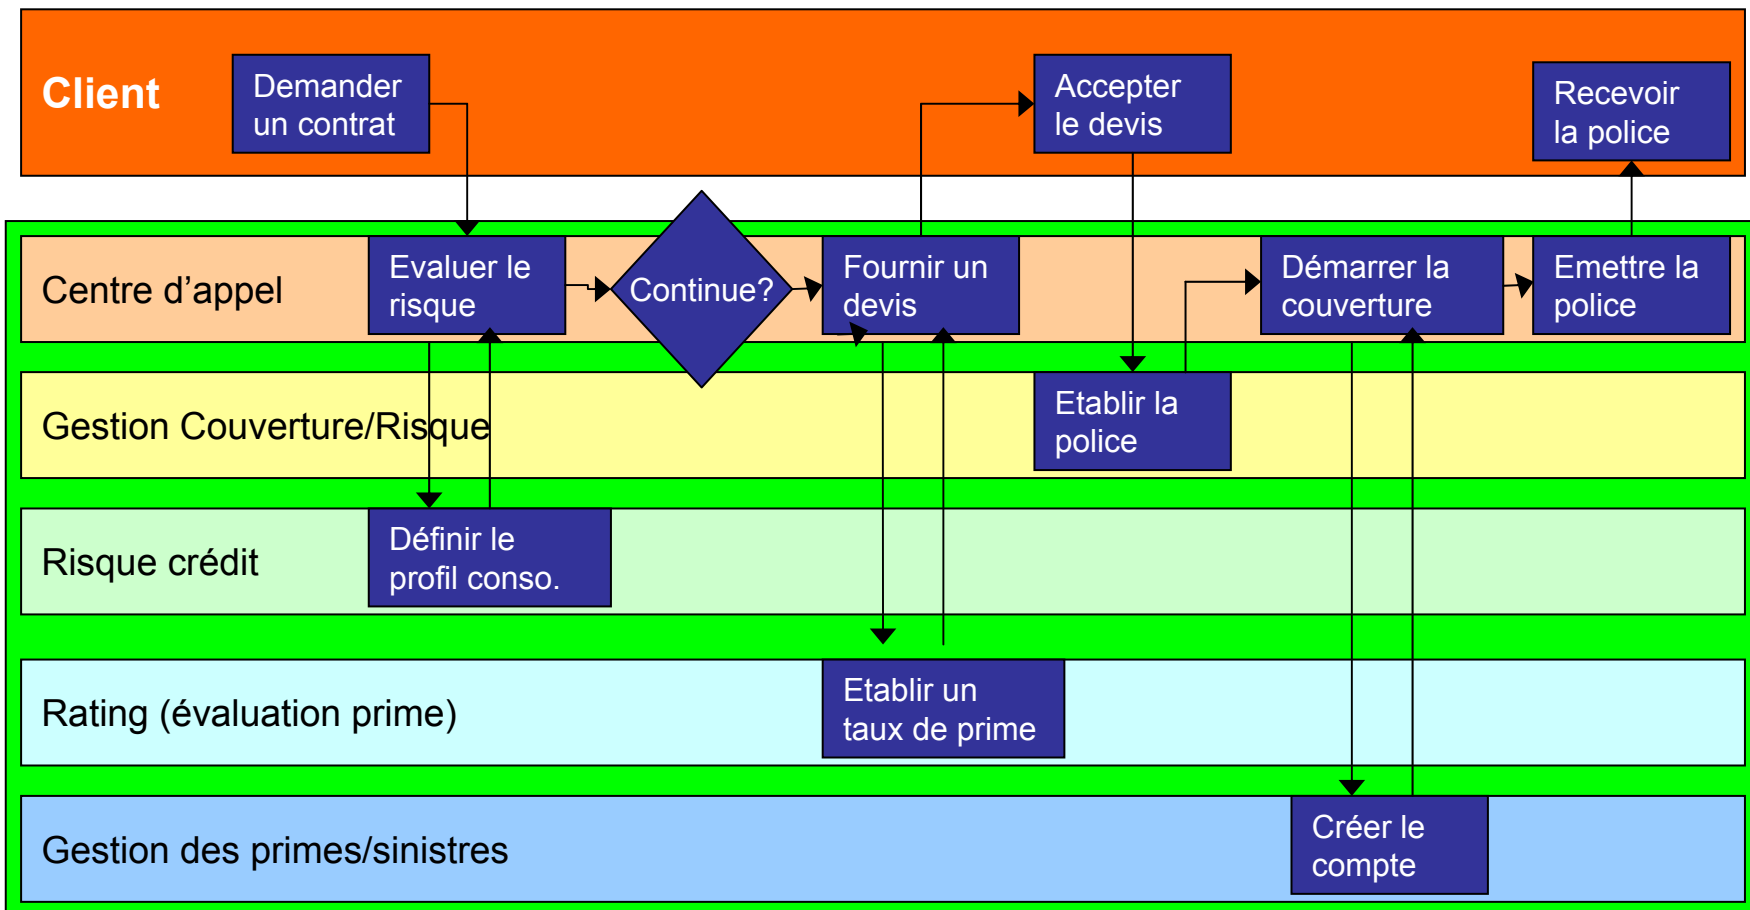 Client
Demander
un contrat
Accepter
le devis
Recevoir
la police
Centre d’appel
Evaluer le
risque
Continue?
Fournir un
devis
Démarrer la
couverture
Emettre la
police
Gestion Couverture/Risque
Etablir la
police
Risque crédit
Définir le
profil conso.
Rating (évaluation prime)
Etablir un
taux de prime
Gestion des primes/sinistres
Créer le
compte